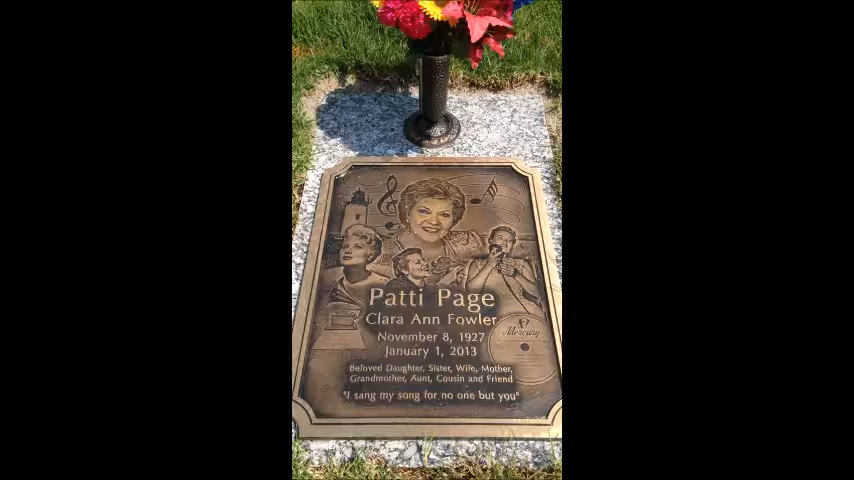 Patti Page
Clara Ann Fowler
November 8, 1927
January 1, 2013
Mercury
Beloved Daughter, Sister, Wife, Mother,
Grandmother, Aunt, Cousin and Friend
"I sang my song for no one but you"